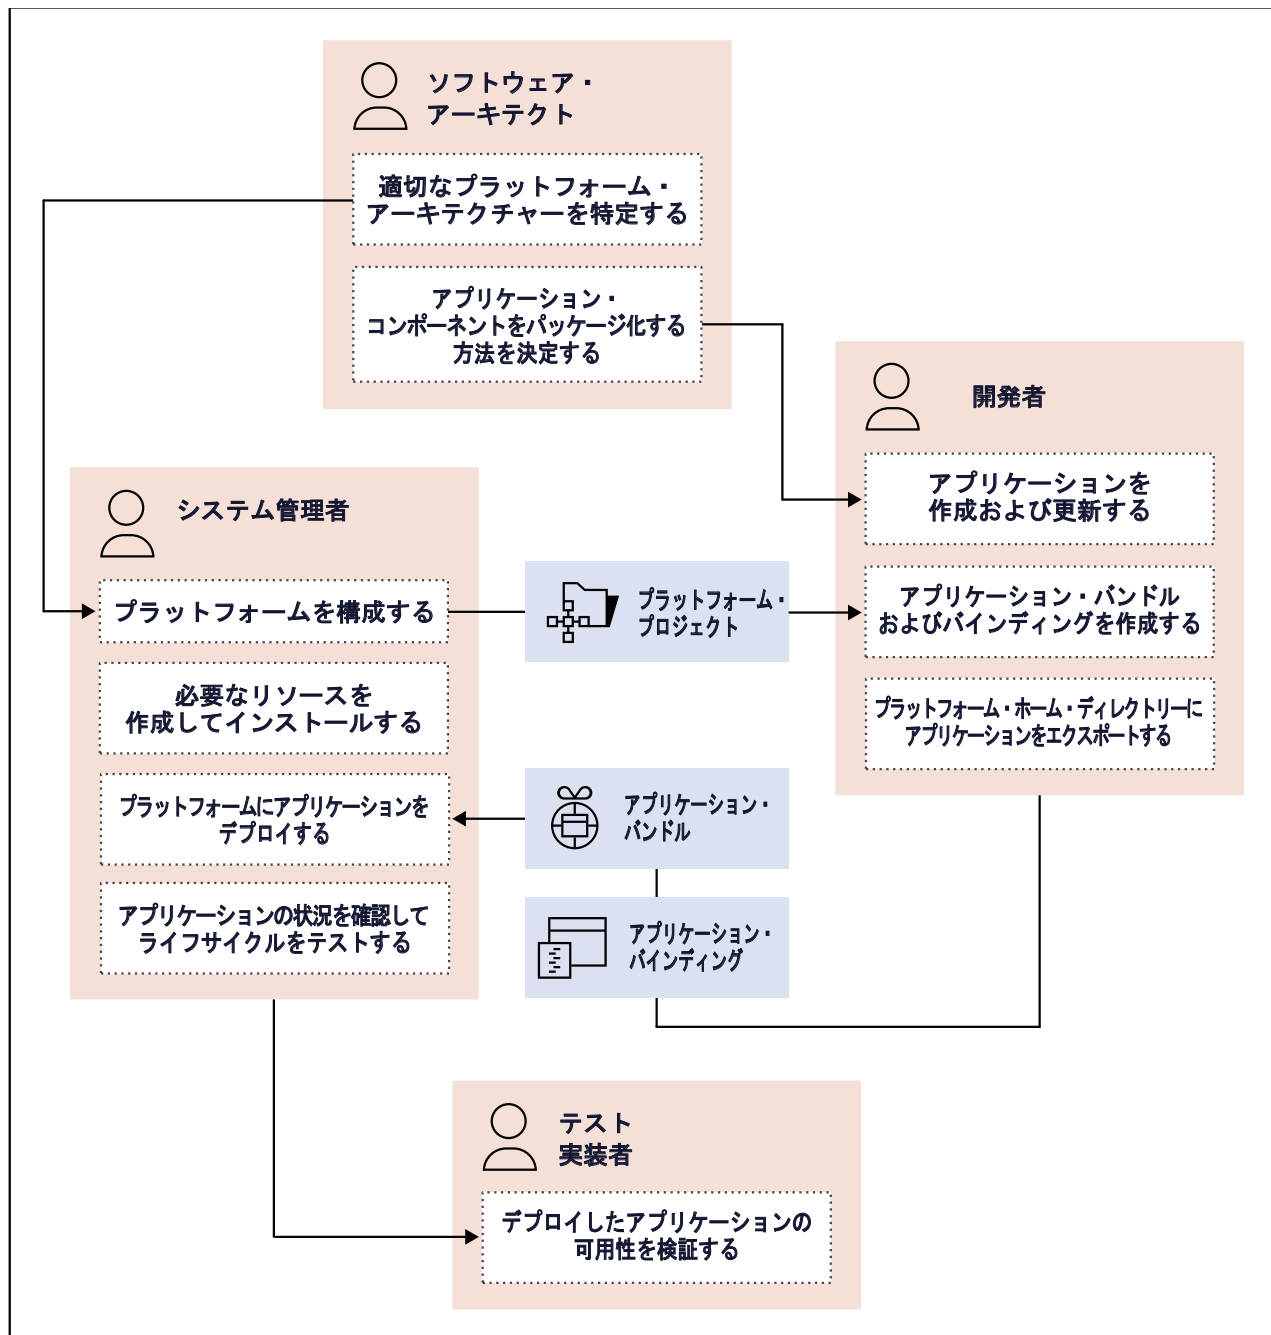 ソフトウェア・
アーキテクト
適切なプラットフォーム・
アーキテクチャーを特定する
アプリケーション・
コンポーネントをパッケージ化する
方法を決定する
開発者
アプリケーションを
作成および更新する
アプリケーション・バンドル
およびバインディングを作成する
プラットフォーム・ホーム・ディレクトリーに
アプリケーションをエクスポートする
システム管理者
プラットフォームを構成する
必要なリソースを
作成してインストールする
プラットフォームにアプリケーションを
デプロイする
アプリケーションの状況を確認して
ライフサイクルをテストする
プラットフォーム・
プロジェクト
アプリケーション・
バンドル
アプリケーション・
バインディング
テスト
実装者
デプロイしたアプリケーションの
可用性を検証する